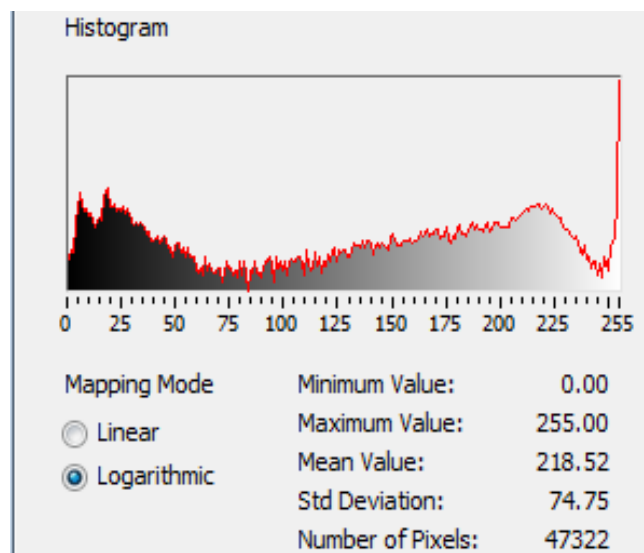 Histogram
0 25 50 75 100 125 150 175 200 225 255
Mapping Mode
Linear
Logarithmic
Minimum Value: 0.00
Maximum Value: 255.00
Mean Value: 218.52
Std Deviation: 74.75
Number of Pixels: 47322